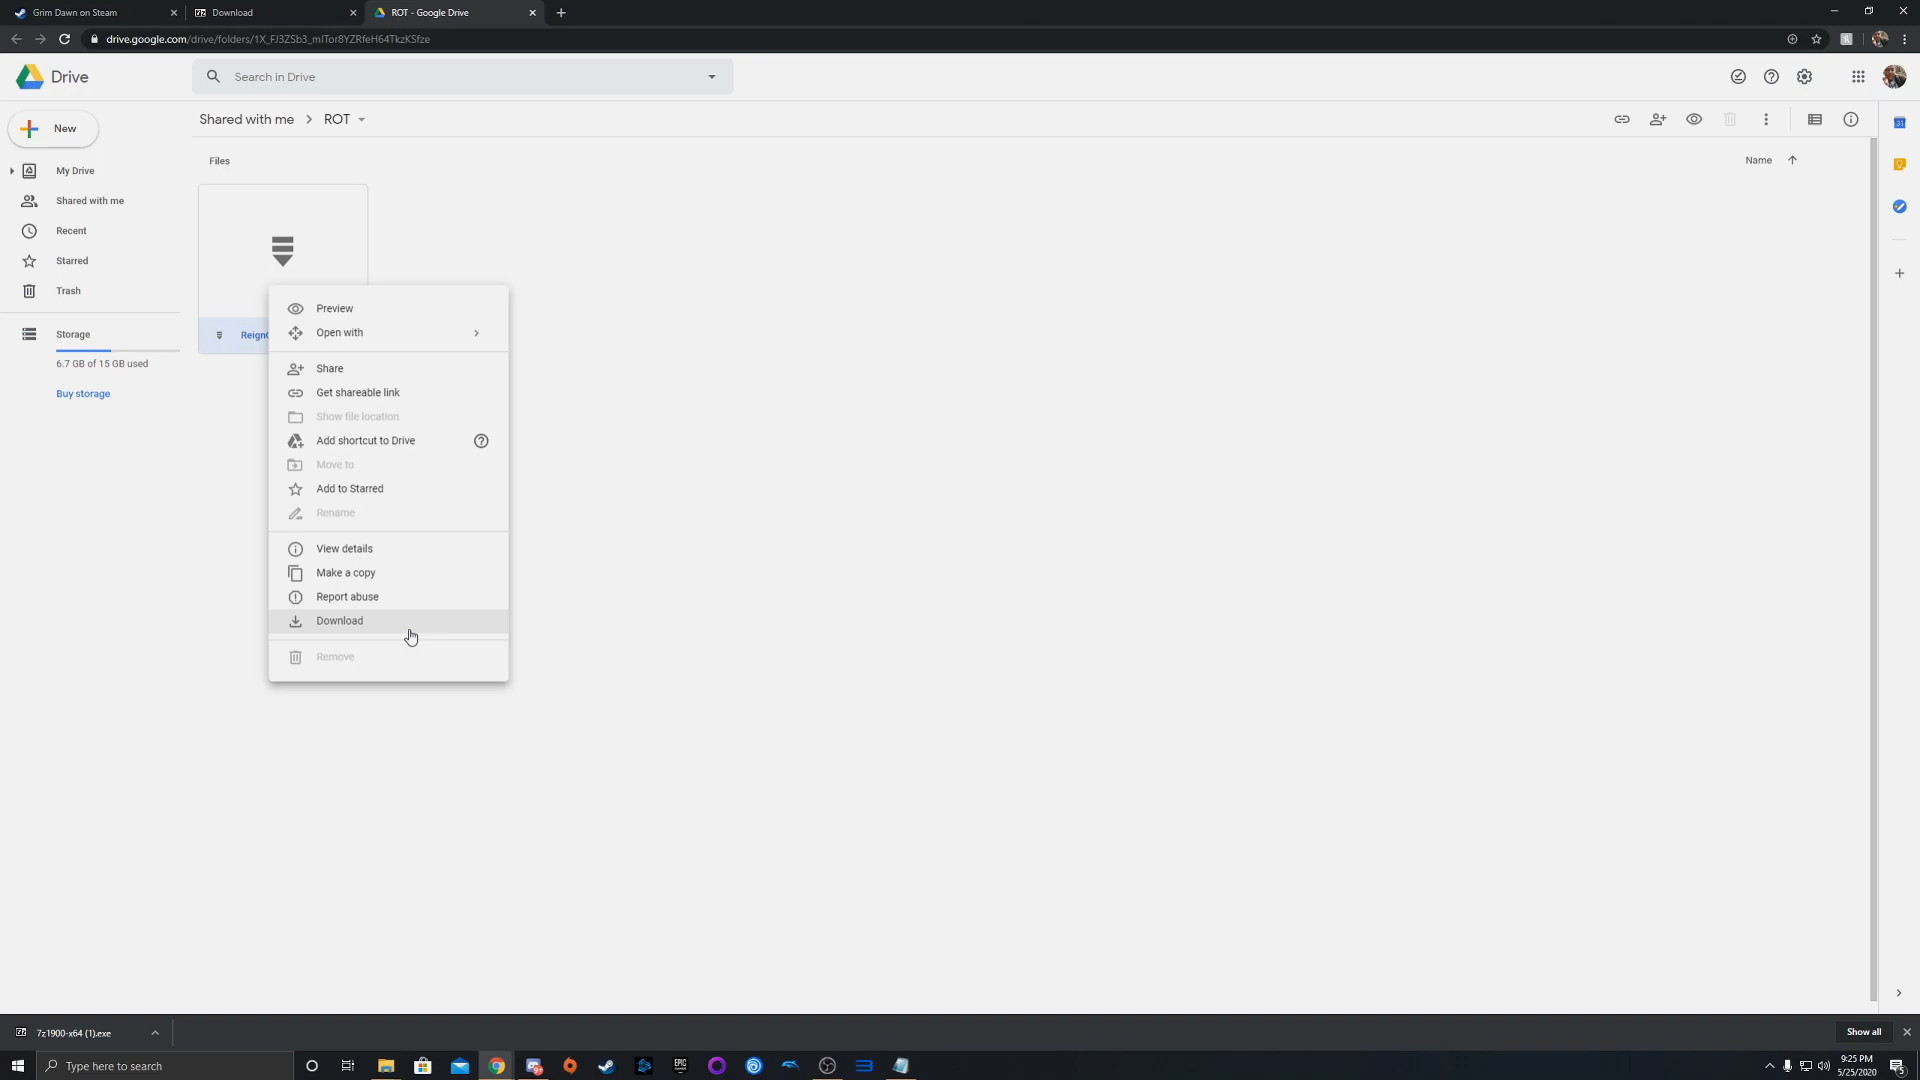 Grim Dawn on Steam
Download
ROT - Google Drive
drive.google.com/drive/folders/1X_FJ3ZSb3_mITor8YZRfeH64TkzKSfze
Drive
Search in Drive
New
Shared with me > ROT
My Drive
Files
Name
Shared with me
Recent
Starred
Trash
Storage
6.7 GB of 15 GB used
Buy storage
Preview
Open with
Share
Get shareable link
Show file location
Add shortcut to Drive
Move to
Add to Starred
Rename
View details
Make a copy
Report abuse
Download
Remove
31
7z1900-x64 (1).exe
Show all
Type here to search
EPIC
GAMES
9:25 PM
5/25/2020
5